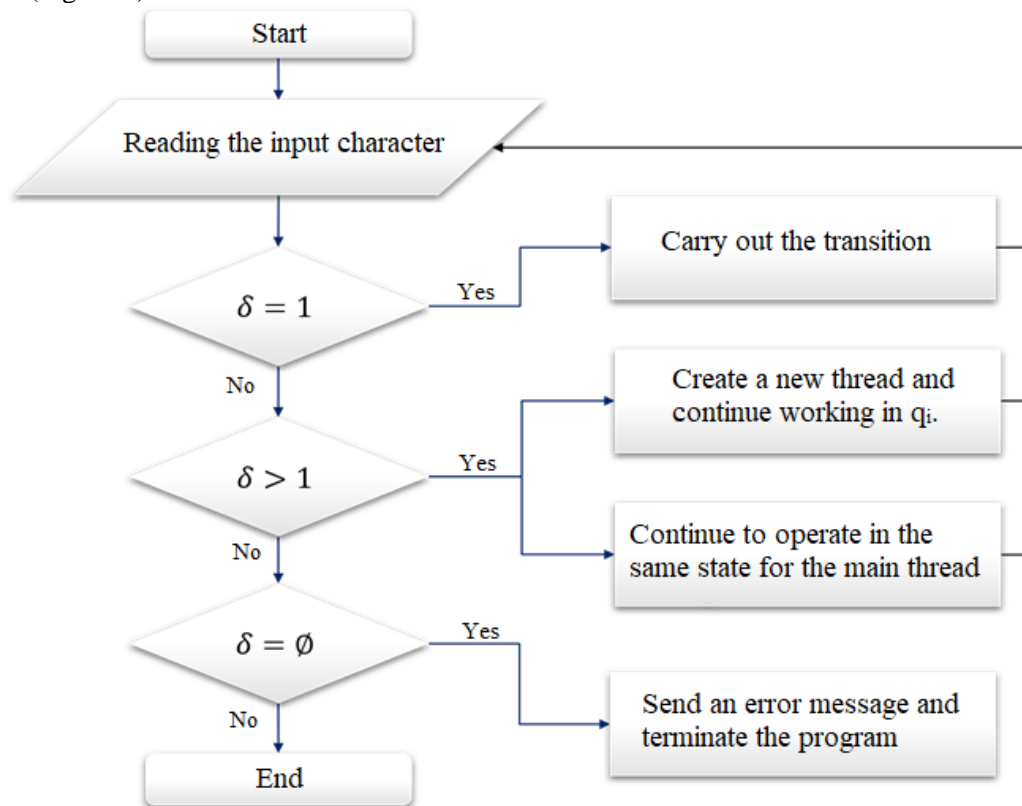 Start
Reading the input character
δ = 1
Yes
Carry out the transition
No
δ > 1
Yes
Create a new thread and
continue working in qᵢ.
Continue to operate in the
same state for the main thread
No
δ = ∅
Yes
Send an error message and
terminate the program
No
End